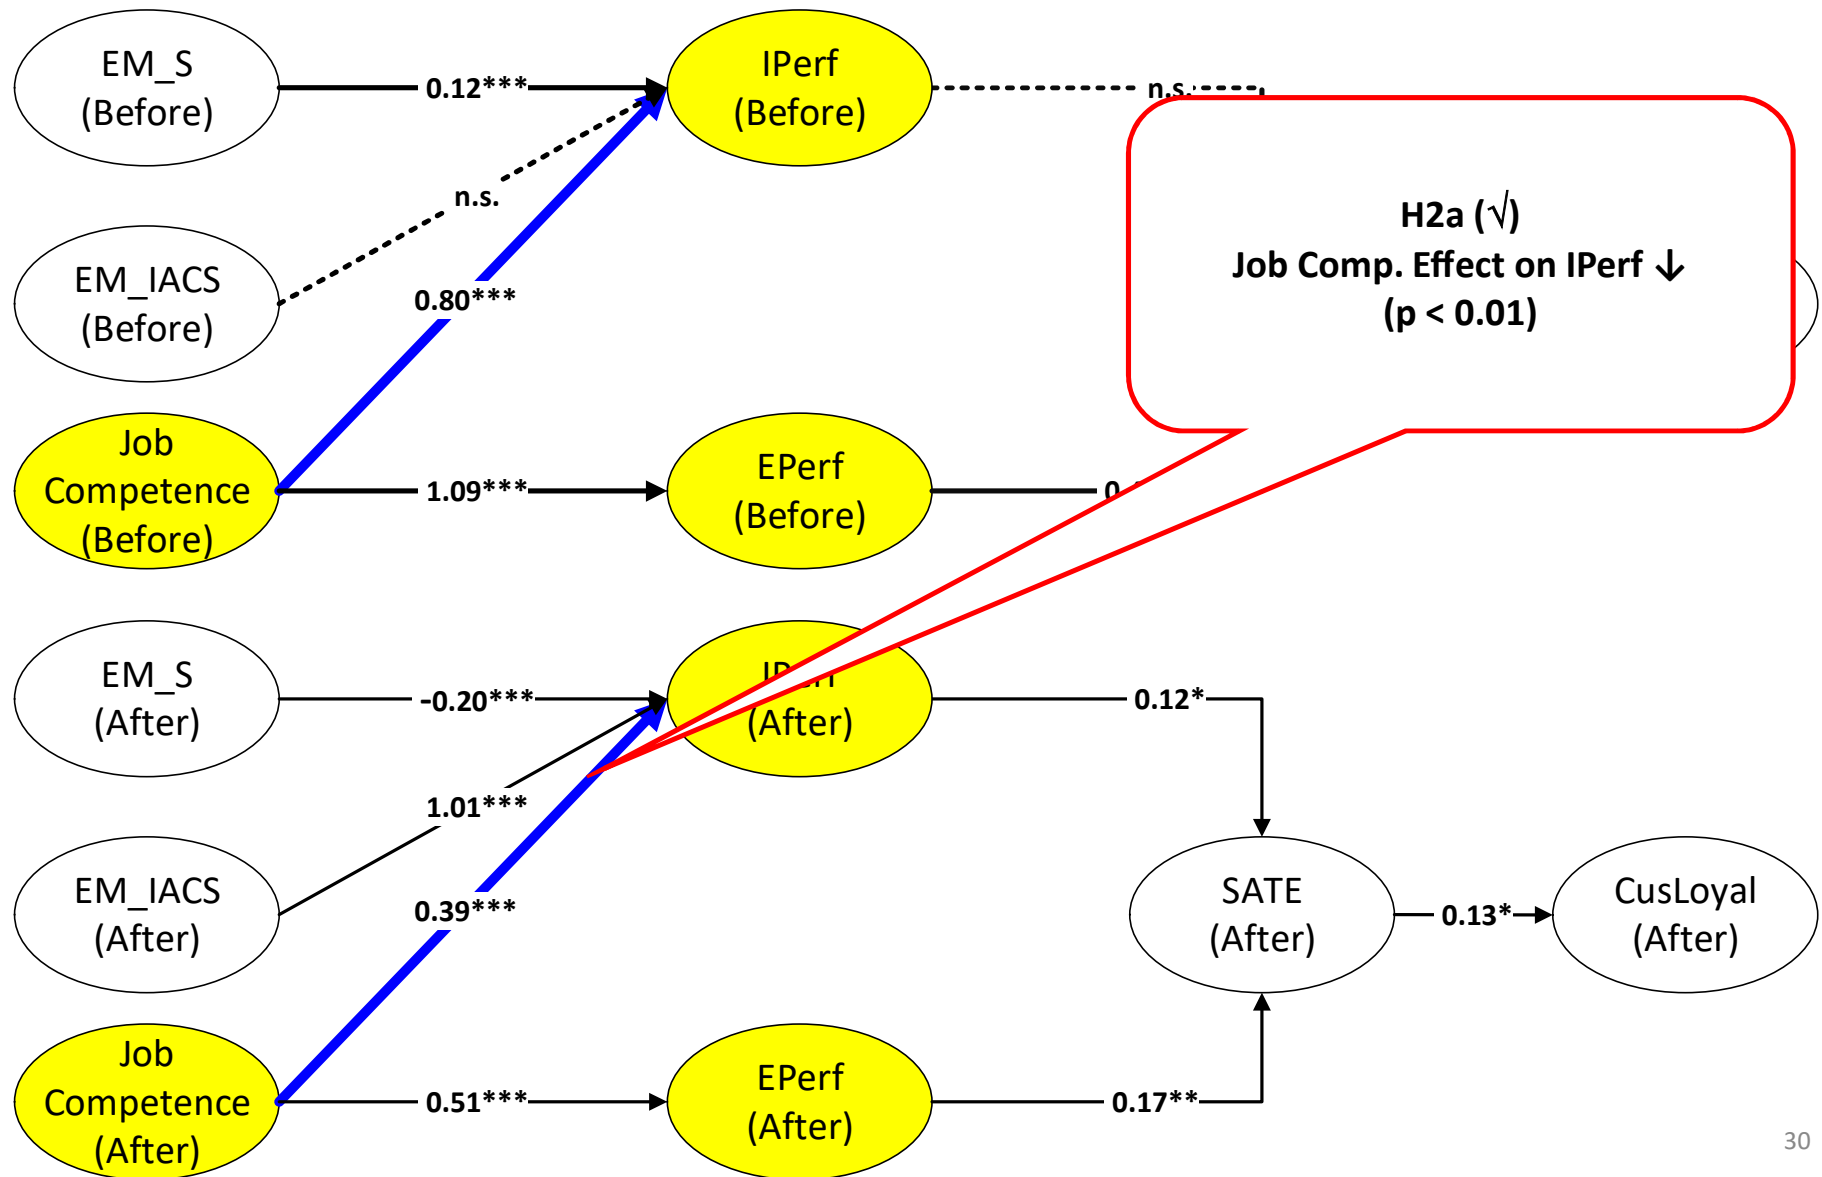 EM_S
(Before)
0.12***
IPerf
(Before)
n.s.
n.s.
EM_IACS
(Before)
0.80***
H2a (√)
Job Comp. Effect on IPerf ↓
(p < 0.01)
Job
Competence
(Before)
1.09***
EPerf
(Before)
EM_S
(After)
-0.20***
(After)
0.12*
1.01***
EM_IACS
(After)
0.39***
SATE
(After)
0.13*
CusLoyal
(After)
Job
Competence
(After)
0.51***
EPerf
(After)
0.17**
30